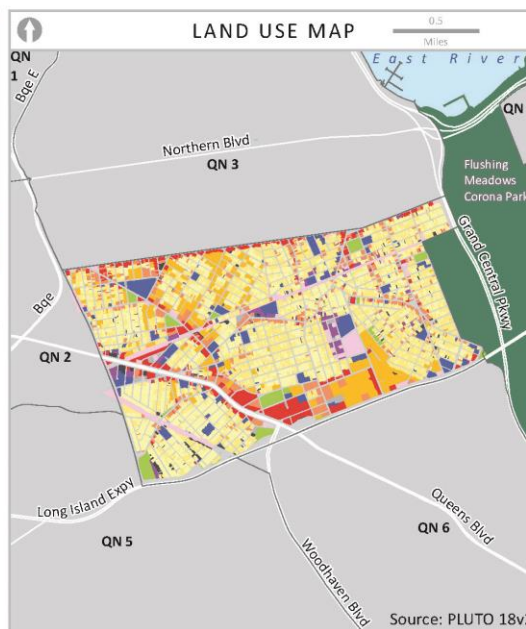 LAND USE MAP
0.5
Miles
East River
QN
1
Bqe E
QN
Northern Blvd
QN 3
Flushing
Meadows
Corona Park
Grand Central Pkwy
Bqe
QN 2
Long Island Expy
QN 5
QN 6
Queens Blvd
Woodhaven Blvd
Source: PLUTO 18v